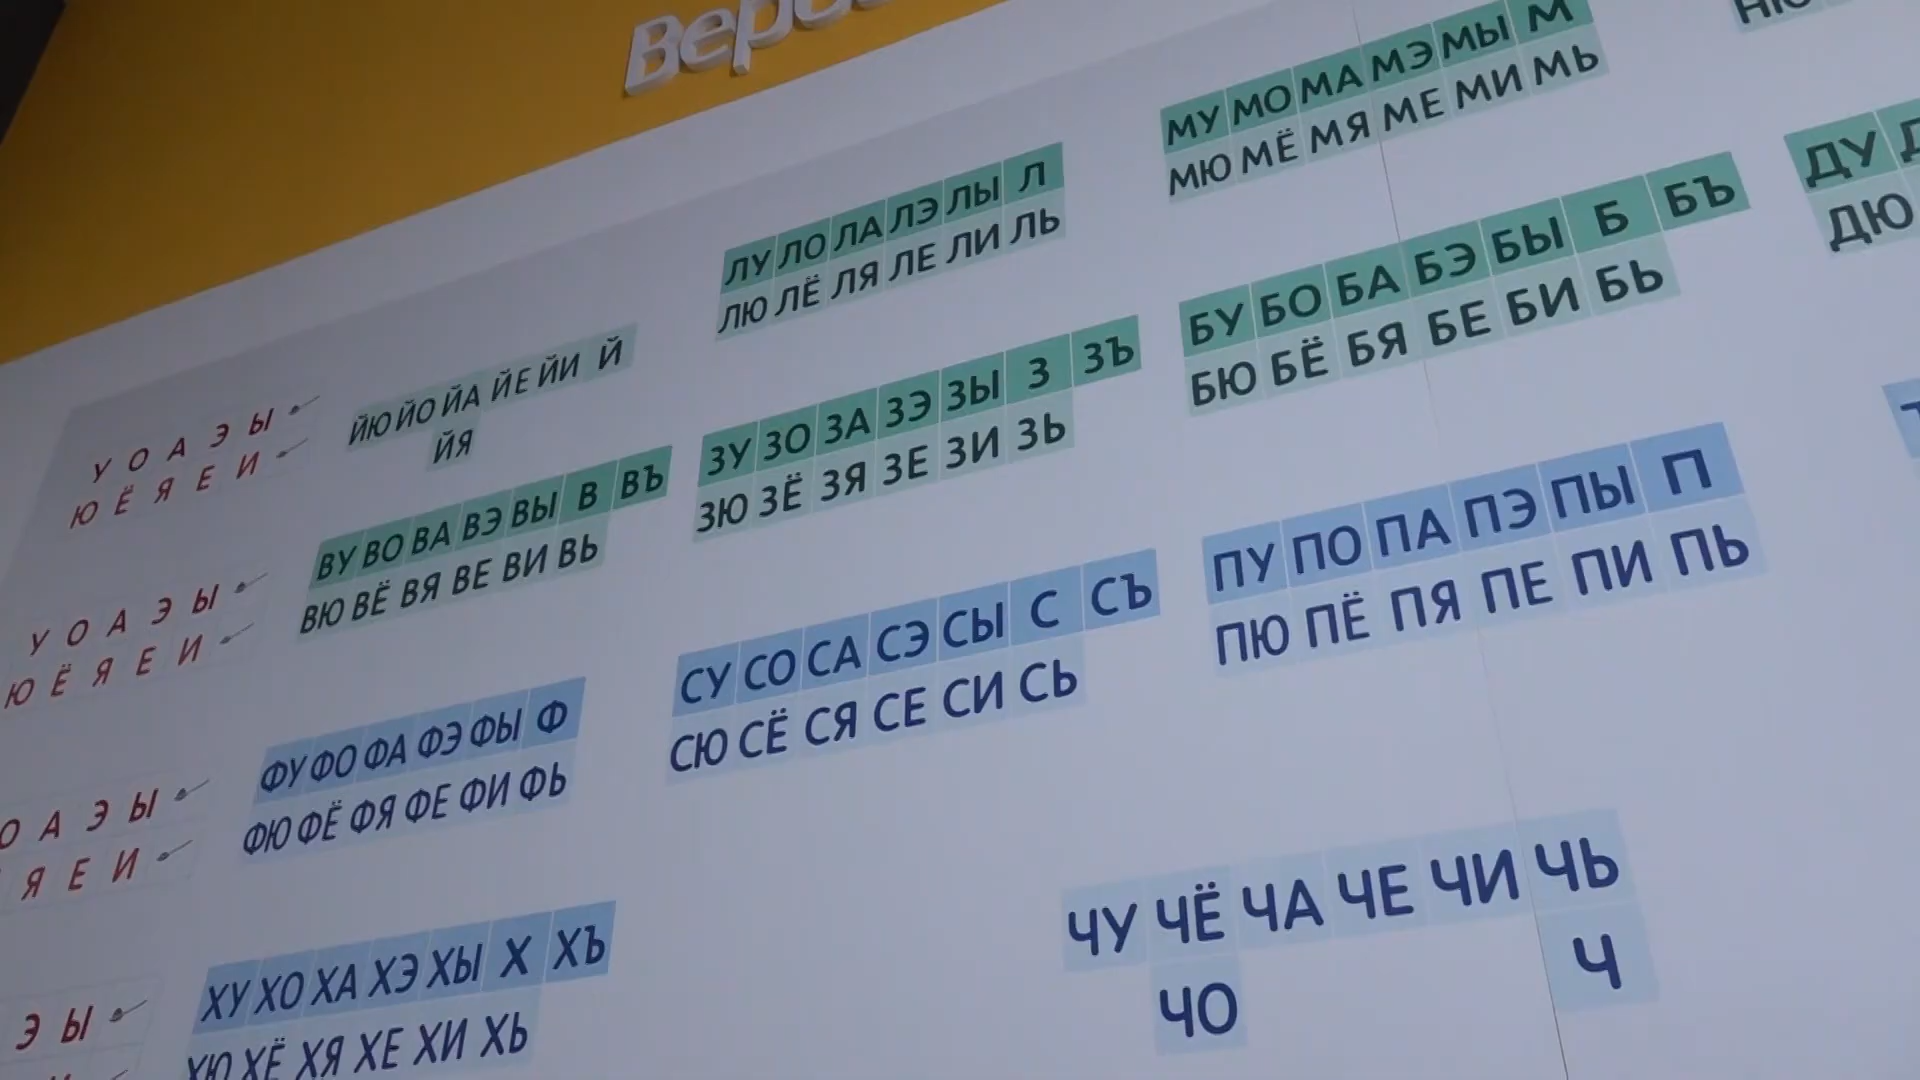 У О А Э Ы
Ю Ё Я Е И
ЙЮ ЙО ЙА ЙЕ ЙИ Й
ЙЯ
ЛУ ЛО ЛА ЛЭ ЛЫ Л
ЛЮ ЛЁ ЛЯ ЛЕ ЛИ ЛЬ
МУ МО МА МЭ МЫ М
МЮ МЁ МЯ МЕ МИ МЬ
У О А Э Ы
Ю Ё Я Е И
ВУ ВО ВА ВЭ ВЫ В ВЪ
ВЮ ВЁ ВЯ ВЕ ВИ ВЬ
ЗУ ЗО ЗА ЗЭ ЗЫ З ЗЪ
ЗЮ ЗЁ ЗЯ ЗЕ ЗИ ЗЬ
БУ БО БА БЭ БЫ Б БЪ
БЮ БЁ БЯ БЕ БИ БЬ
ДУ
ДЮ
О А Э Ы
Я Е И
ФУ ФО ФА ФЭ ФЫ Ф
ФЮ ФЁ ФЯ ФЕ ФИ ФЬ
СУ СО СА СЭ СЫ С СЪ
СЮ СЁ СЯ СЕ СИ СЬ
ПУ ПО ПА ПЭ ПЫ П
ПЮ ПЁ ПЯ ПЕ ПИ ПЬ
Э Ы
ХУ ХО ХА ХЭ ХЫ Х ХЪ
ХЮ ХЁ ХЯ ХЕ ХИ ХЬ
ЧУ ЧЁ ЧА ЧЕ ЧИ ЧЬ
ЧО Ч